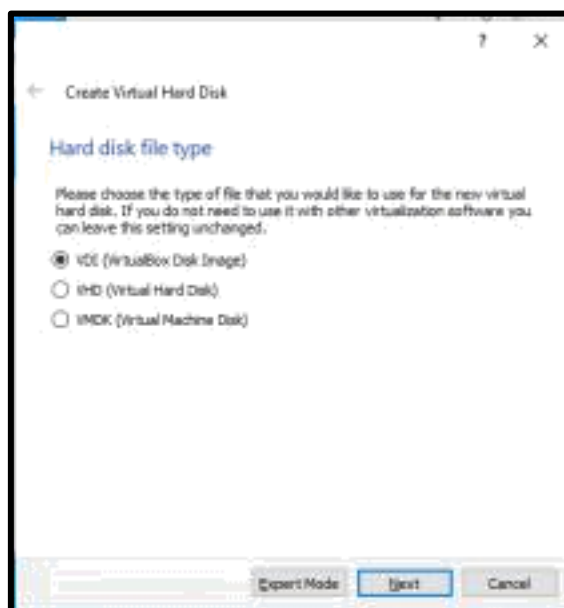 ?
Create Virtual Hard Disk
Hard disk file type
Please choose the type of file that you would like to use for the new virtual
hard disk. If you do not need to use it with other virtualization software you
can leave this setting unchanged.
VDI (VirtualBox Disk Image)
VHD (Virtual Hard Disk)
VMDK (Virtual Machine Disk)
Expert Mode Next Cancel